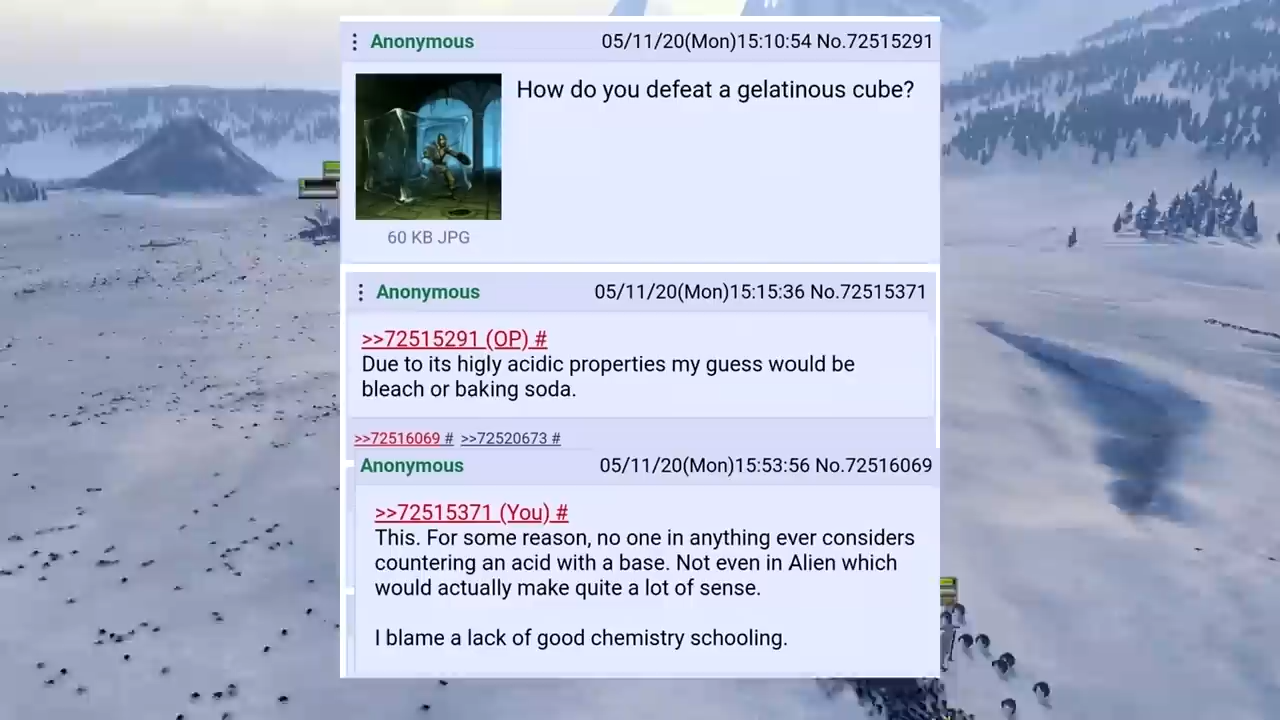 Anonymous 05/11/20(Mon)15:10:54 No.72515291
How do you defeat a gelatinous cube?
60 KB JPG
Anonymous 05/11/20(Mon)15:15:36 No.72515371
>>72515291 (OP) #
Due to its higly acidic properties my guess would be
bleach or baking soda.
>>72516069 # >>72520673 #
Anonymous 05/11/20(Mon)15:53:56 No.72516069
>>72515371 (You) #
This. For some reason, no one in anything ever considers
countering an acid with a base. Not even in Alien which
would actually make quite a lot of sense.
I blame a lack of good chemistry schooling.